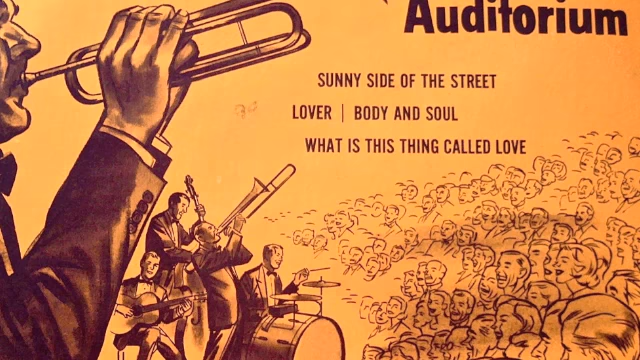 Auditorium
SUNNY SIDE OF THE STREET
LOVER | BODY AND SOUL
WHAT IS THIS THING CALLED LOVE